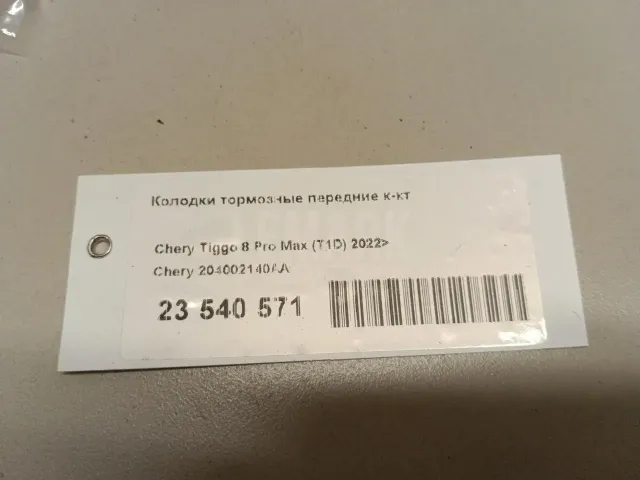 Колодки тормозные передние к-кт
Chery Tiggo 8 Pro Max (T1D) 2022>
Chery 204002140AA
23 540 571